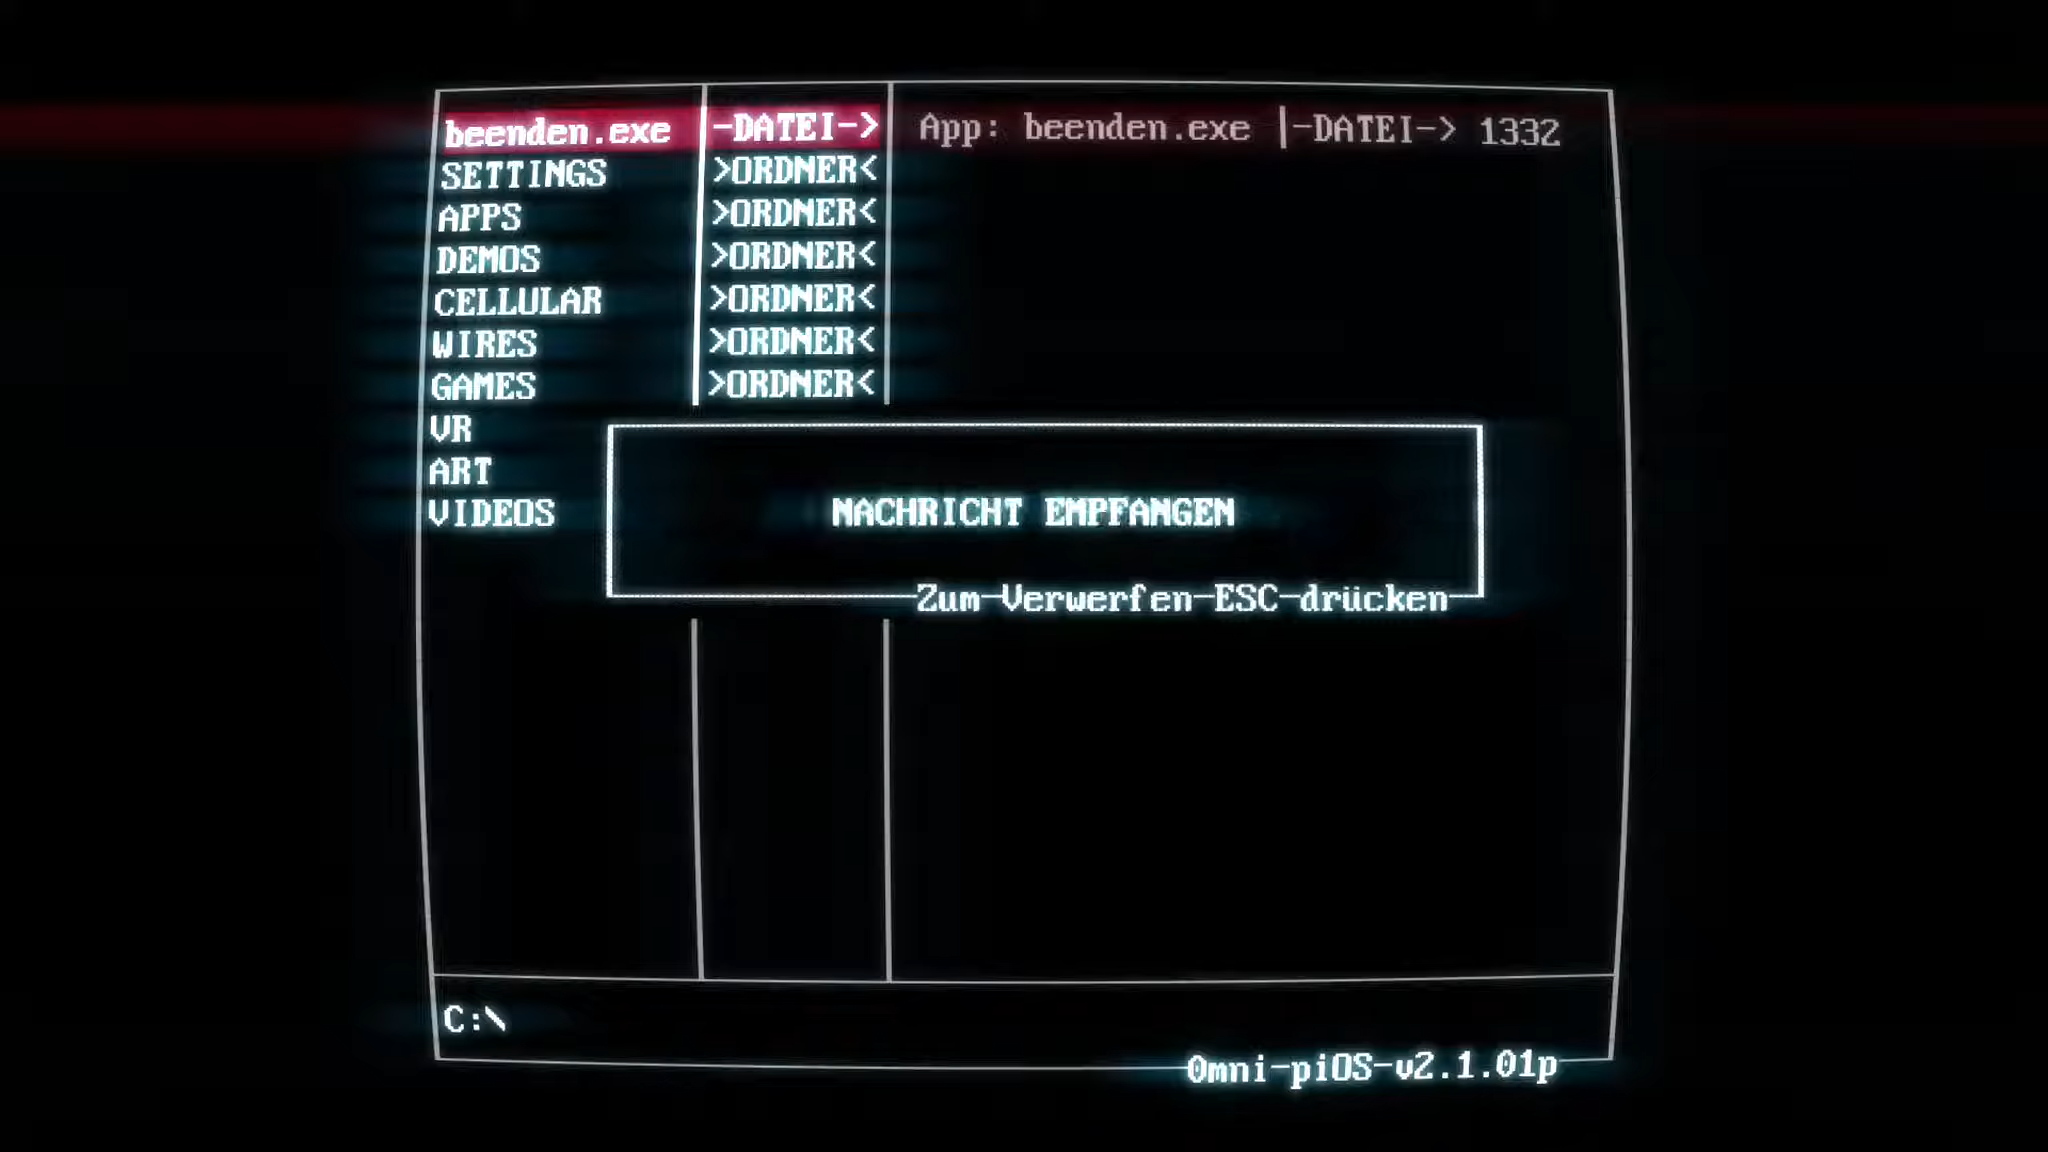 beenden.exe -DATEI-> App: beenden.exe |-DATEI-> 1332
SETTINGS >ORDNER<
APPS >ORDNER<
DEMOS >ORDNER<
CELLULAR >ORDNER<
WIRES >ORDNER<
GAMES >ORDNER<
VR
ART
VIDEOS
NACHRICHT EMPFANGEN
Zum-Verwerfen-ESC-drücken
C:\
Omni-piOS-v2.1.01p